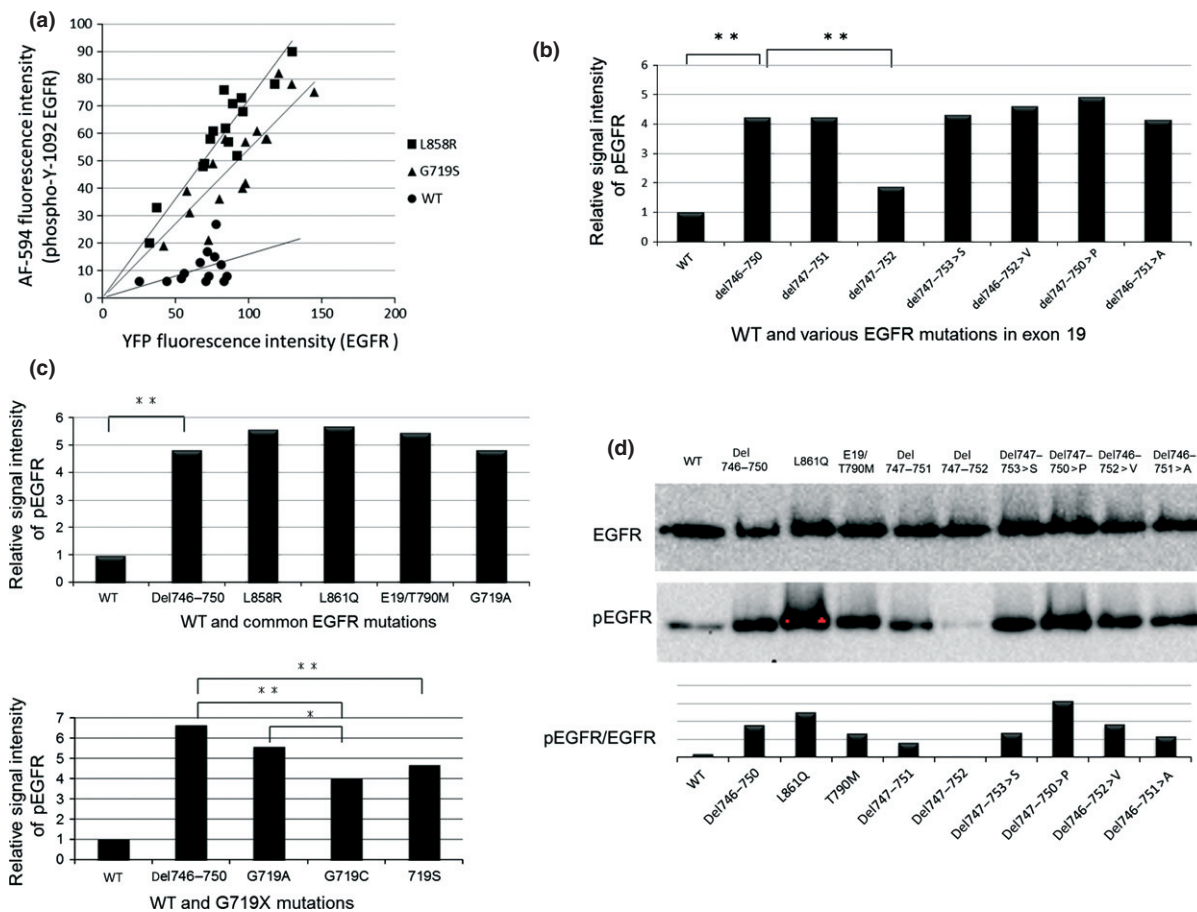 (a)
100
90
80
70
60
50
40
30
20
10
0
0 50 100 150 200
AF-594 fluorescence intensity
(phospho-Y-1092 EGFR)
YFP fluorescence intensity (EGFR )
L858R
G719S
WT
(b)
** **
6
5
4
3
2
1
0
Relative signal intensity
of pEGFR
WT del746–750 del747–751 del747–752 del747–753>S del746–752>V del747–750>P del746–751>A
WT and various EGFR mutations in exon 19
(c)
**
6
5
4
3
2
1
0
Relative signal intensity
of pEGFR
WT Del746–750 L858R L861Q E19/T790M G719A
WT and common EGFR mutations
**
**
*
7
6
5
4
3
2
1
0
Relative signal intensity
of pEGFR
WT Del746–750 G719A G719C 719S
WT and G719X mutations
(d)
WT Del 746–750 L861Q E19/ T790M Del 747–751 Del 747–752 Del747– 753>S Del747– 750>P Del746– 752>V Del746– 751>A
EGFR
pEGFR
pEGFR/EGFR
WT Del746–750 L861Q T790M Del747–751 Del747–752 Del747–753>S Del747–750>P Del746–752>V Del746–751>A